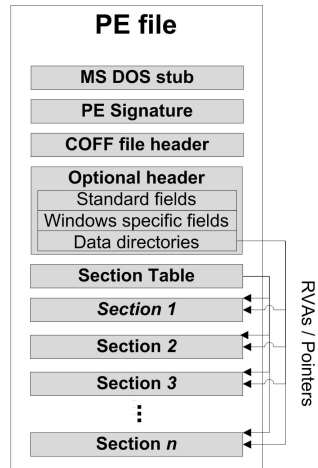 PE file
MS DOS stub
PE Signature
COFF file header
Optional header
Standard fields
Windows specific fields
Data directories
Section Table
Section 1
Section 2
Section 3
...
Section n
RVAs / Pointers